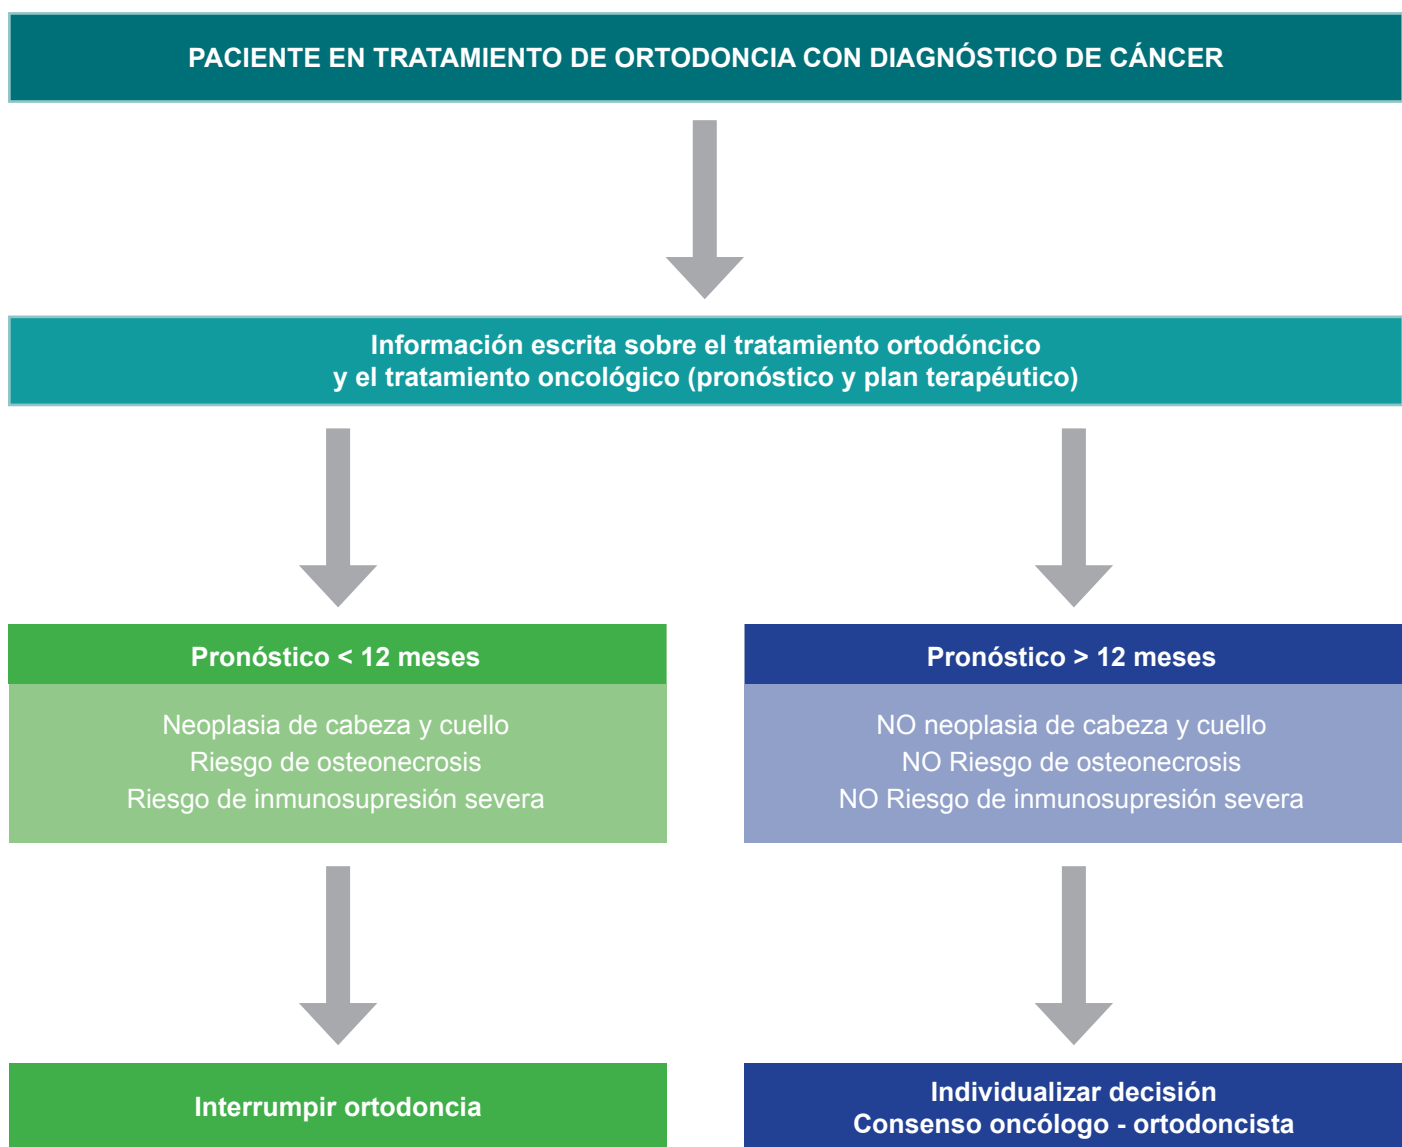 PACIENTE EN TRATAMIENTO DE ORTODONCIA CON DIAGNÓSTICO DE CÁNCER
Información escrita sobre el tratamiento ortodóncico
y el tratamiento oncológico (pronóstico y plan terapéutico)
Pronóstico < 12 meses
Neoplasia de cabeza y cuello
Riesgo de osteonecrosis
Riesgo de inmunosupresión severa
Interrumpir ortodoncia
Pronóstico > 12 meses
NO neoplasia de cabeza y cuello
NO Riesgo de osteonecrosis
NO Riesgo de inmunosupresión severa
Individualizar decisión
Consenso oncólogo - ortodoncista